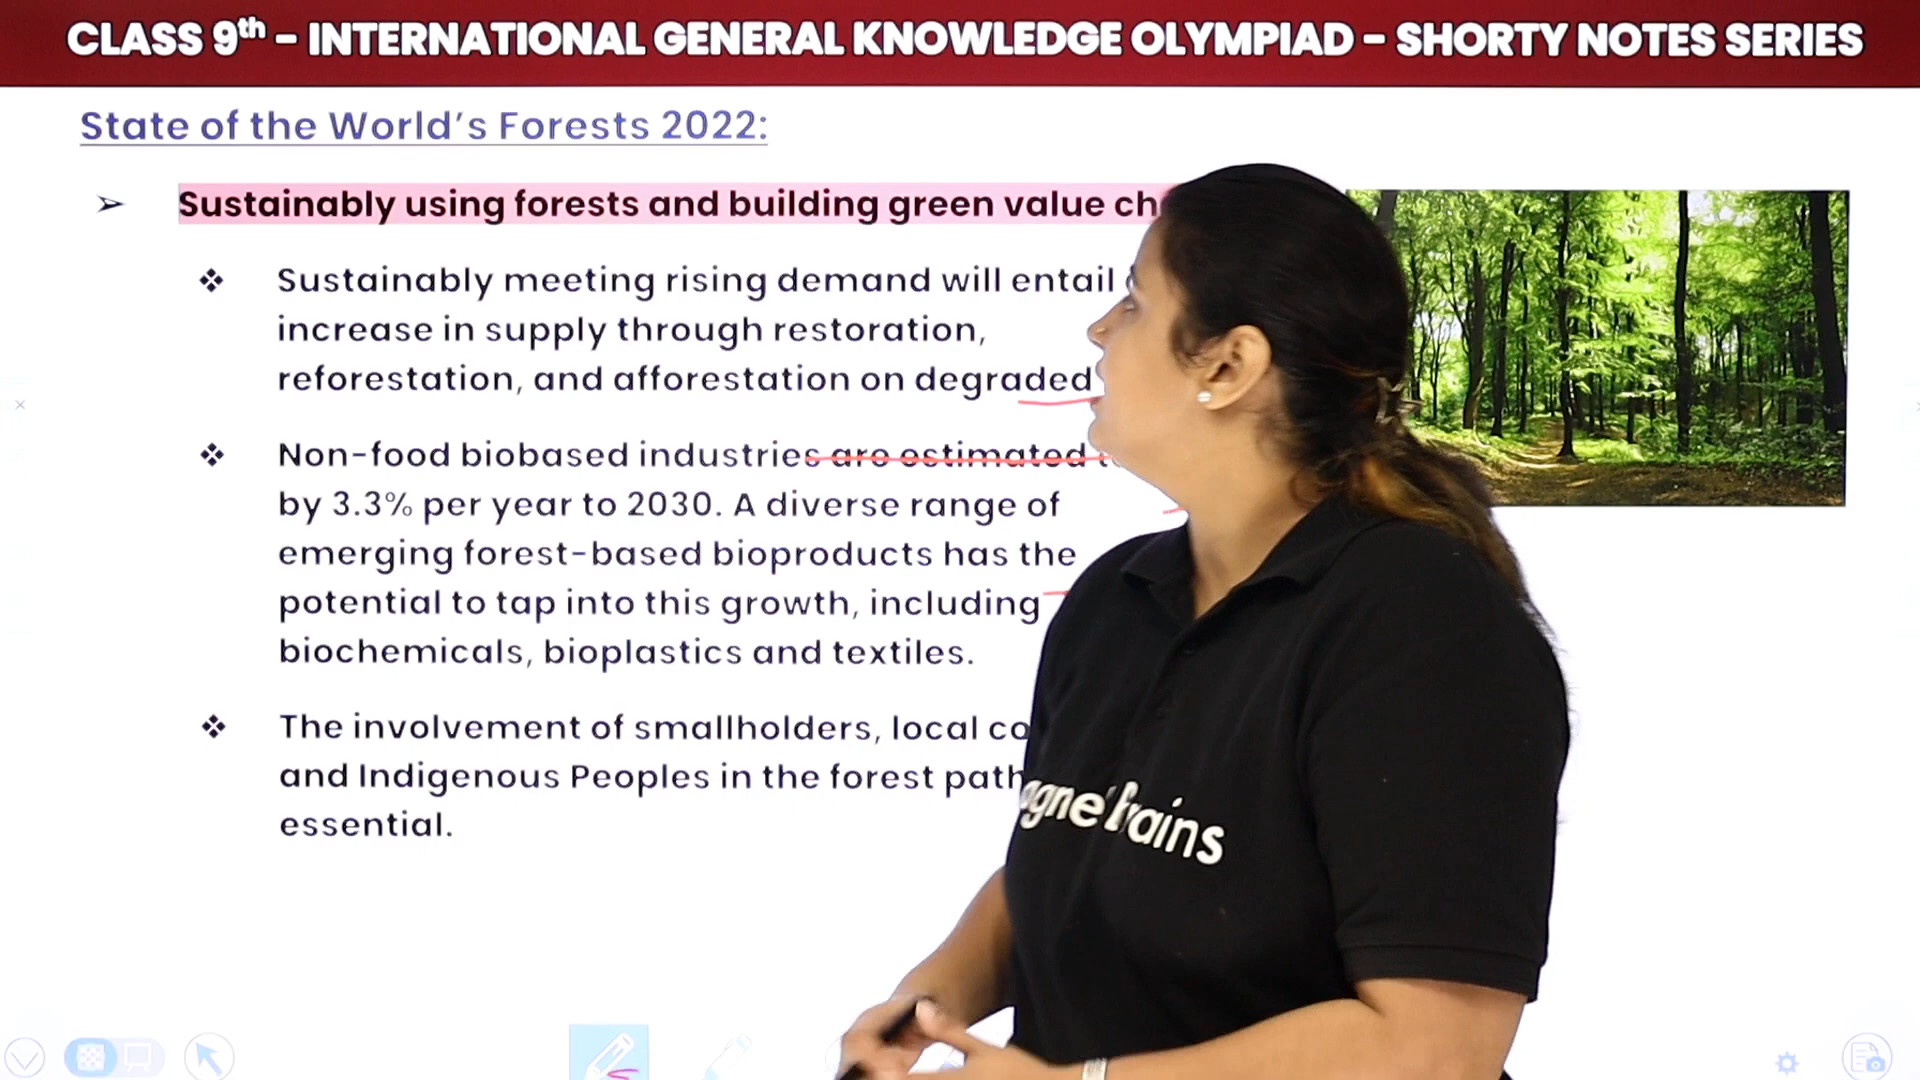 CLASS 9th – INTERNATIONAL GENERAL KNOWLEDGE OLYMPIAD – SHORTY NOTES SERIES
State of the World's Forests 2022:
➢ Sustainably using forests and building green value
❖ Sustainably meeting rising demand will entail
increase in supply through restoration,
reforestation, and afforestation on degraded
❖ Non-food biobased industries are estimated
by 3.3% per year to 2030. A diverse range of
emerging forest-based bioproducts has the
potential to tap into this growth, including
biochemicals, bioplastics and textiles.
❖ The involvement of smallholders, local
and Indigenous Peoples in the forest
essential.